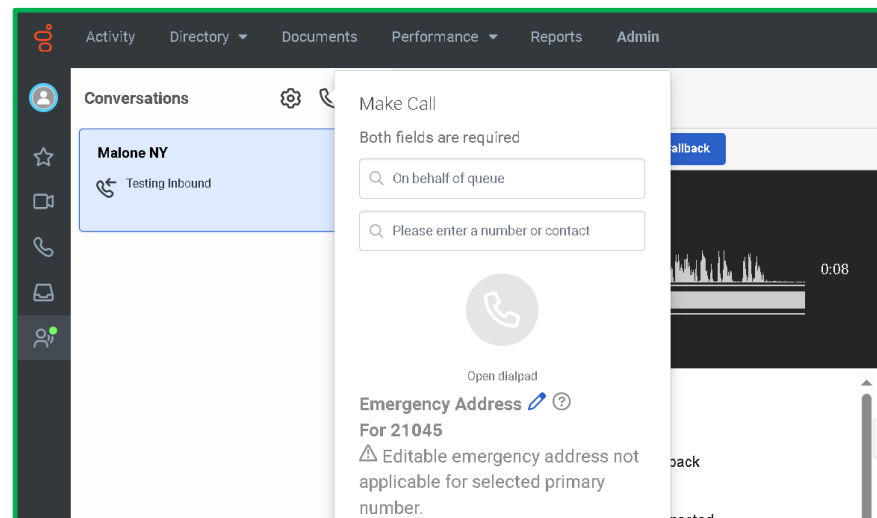 Activity Directory Documents Performance Reports Admin
Conversations
Malone NY
Testing Inbound
Make Call
Both fields are required
On behalf of queue
Please enter a number or contact
Open dialpad
Emergency Address
For 21045
Editable emergency address not
applicable for selected primary
number.
0:08